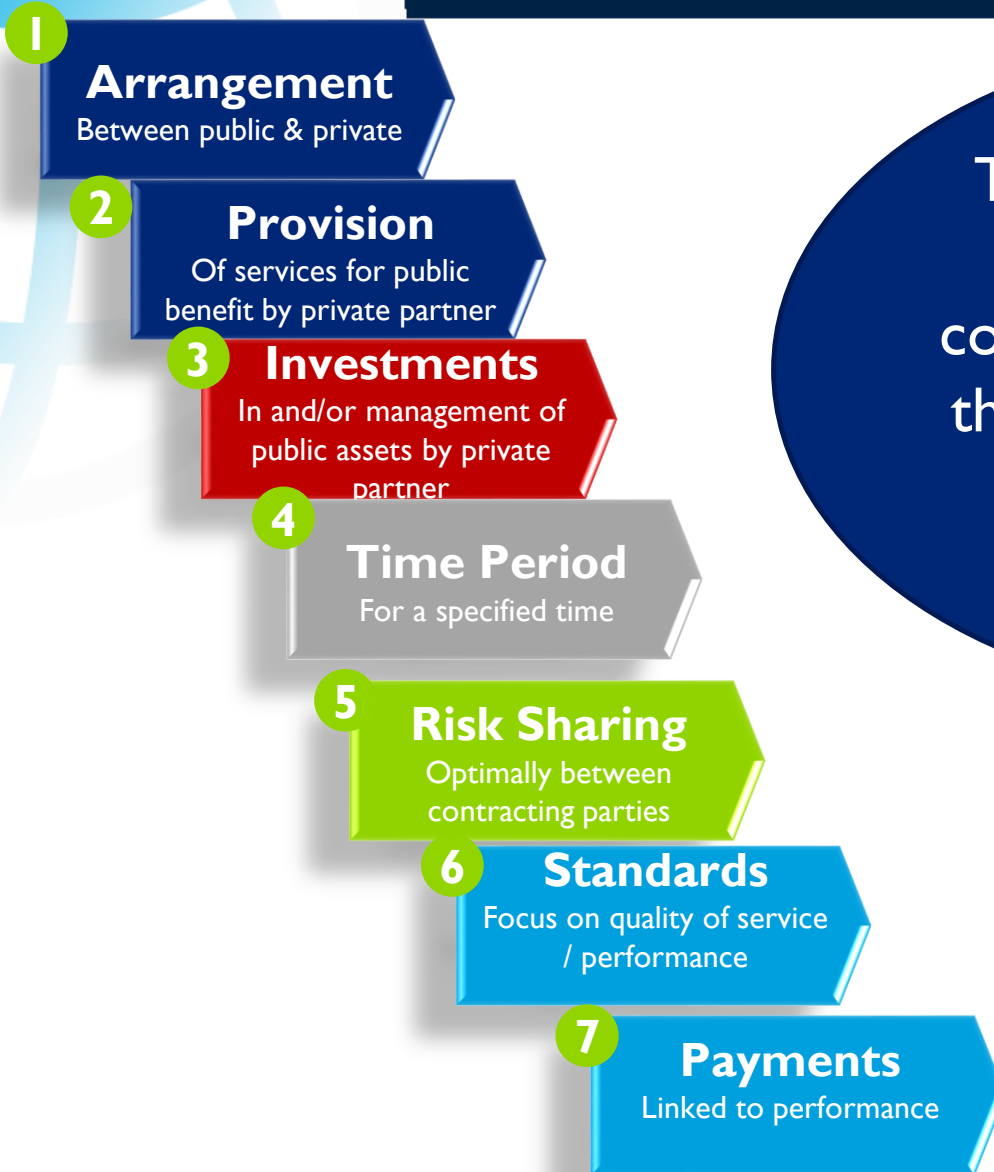 1
Arrangement
Between public & private
2
Provision
Of services for public
benefit by private partner
3
Investments
In and/or management of
public assets by private
partner
4
Time Period
For a specified time
5
Risk Sharing
Optimally between
contracting parties
6
Standards
Focus on quality of service
/ performance
7
Payments
Linked to performance